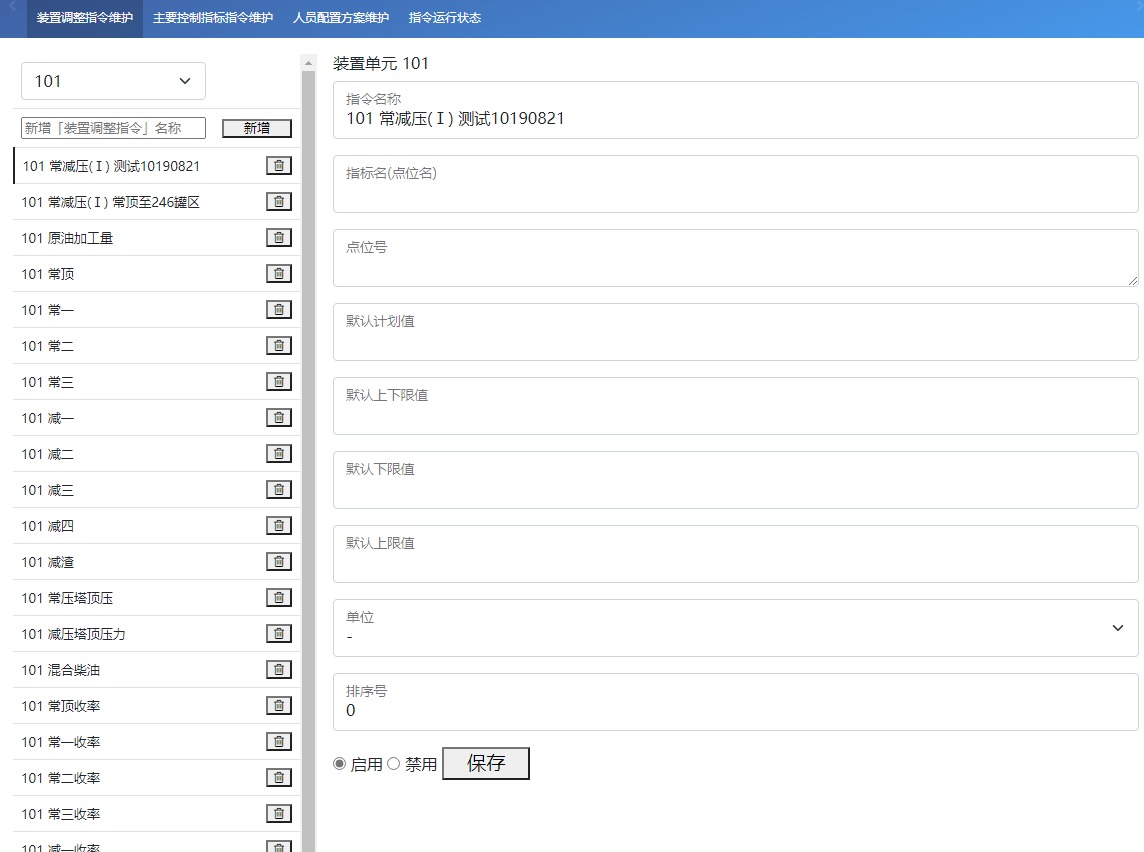 装置调整指令维护 主要控制指标指令维护 人员配置方案维护 指令运行状态
101
新增「装置调整指令」名称 新增
101 常减压(Ⅰ) 测试10190821
101 常减压(Ⅰ) 常顶至246罐区
101 原油加工量
101 常顶
101 常一
101 常二
101 常三
101 减一
101 减二
101 减三
101 减四
101 减渣
101 常压塔顶压
101 减压塔顶压力
101 混合柴油
101 常顶收率
101 常一收率
101 常二收率
101 常三收率
101 减一收率
装置单元 101
指令名称
101 常减压(Ⅰ) 测试10190821
指标名(点位名)
点位号
默认计划值
默认上下限值
默认下限值
默认上限值
单位
-
排序号
0
启用 禁用 保存